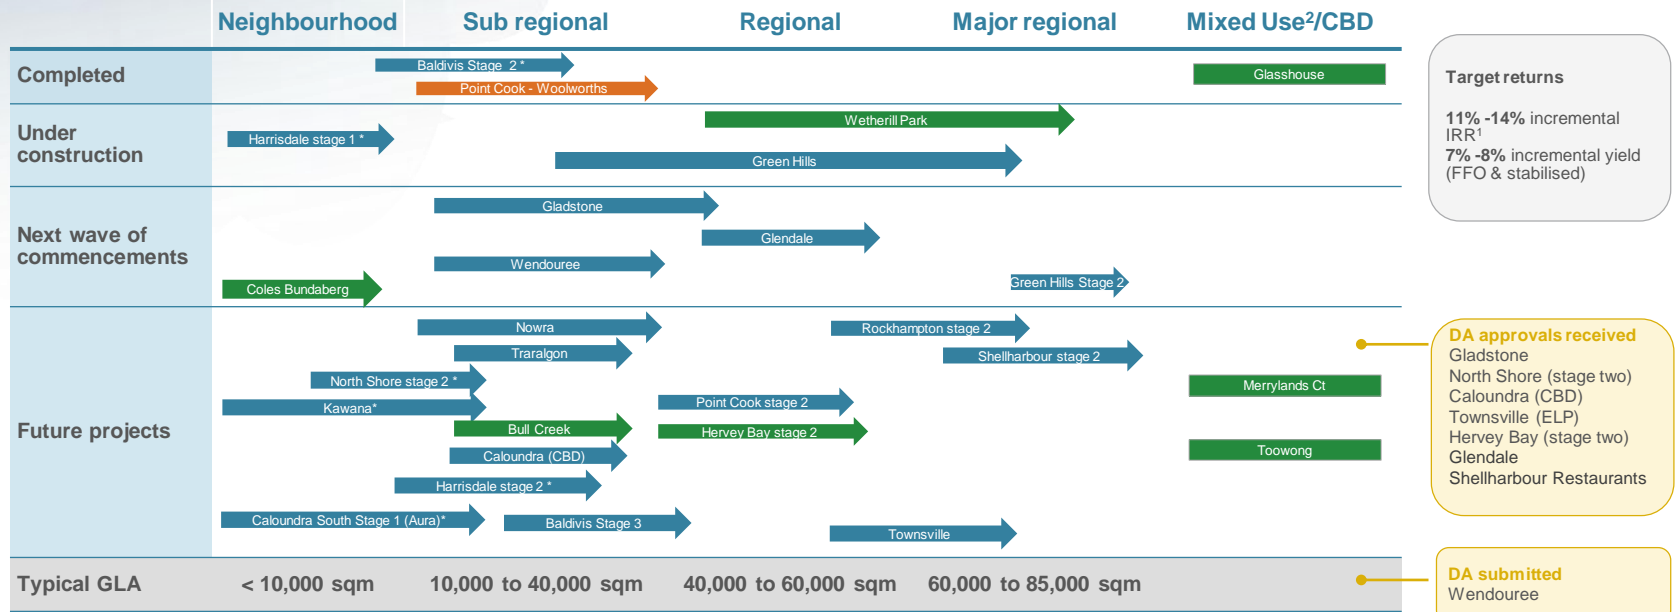 Neighbourhood Sub regional Regional Major regional Mixed Use²/CBD
Completed
Baldivis Stage 2 *
Point Cook - Woolworths
Glasshouse
Under
construction
Wetherill Park
Harrisdale stage 1 *
Green Hills
Next wave of
commencements
Gladstone
Glendale
Wendouree
Green Hills Stage 2
Coles Bundaberg
Future projects
Nowra
Rockhampton stage 2
Traralgon
Shellharbour stage 2
North Shore stage 2 *
Merrylands Ct
Kawana*
Point Cook stage 2
Bull Creek
Hervey Bay stage 2
Caloundra (CBD)
Toowong
Harrisdale stage 2 *
Caloundra South Stage 1 (Aura)*
Baldivis Stage 3
Townsville
Typical GLA < 10,000 sqm 10,000 to 40,000 sqm 40,000 to 60,000 sqm 60,000 to 85,000 sqm
Target returns
11% -14% incremental
IRR¹
7% -8% incremental yield
(FFO & stabilised)
DA approvals received
Gladstone
North Shore (stage two)
Caloundra (CBD)
Townsville (ELP)
Hervey Bay (stage two)
Glendale
Shellharbour Restaurants
DA submitted
Wendouree